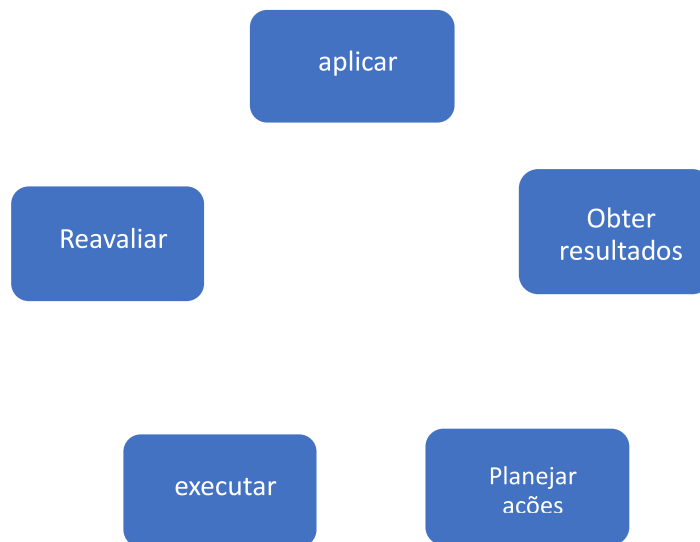 aplicar
Obter
resultados
Planejar
acões
executar
Reavaliar